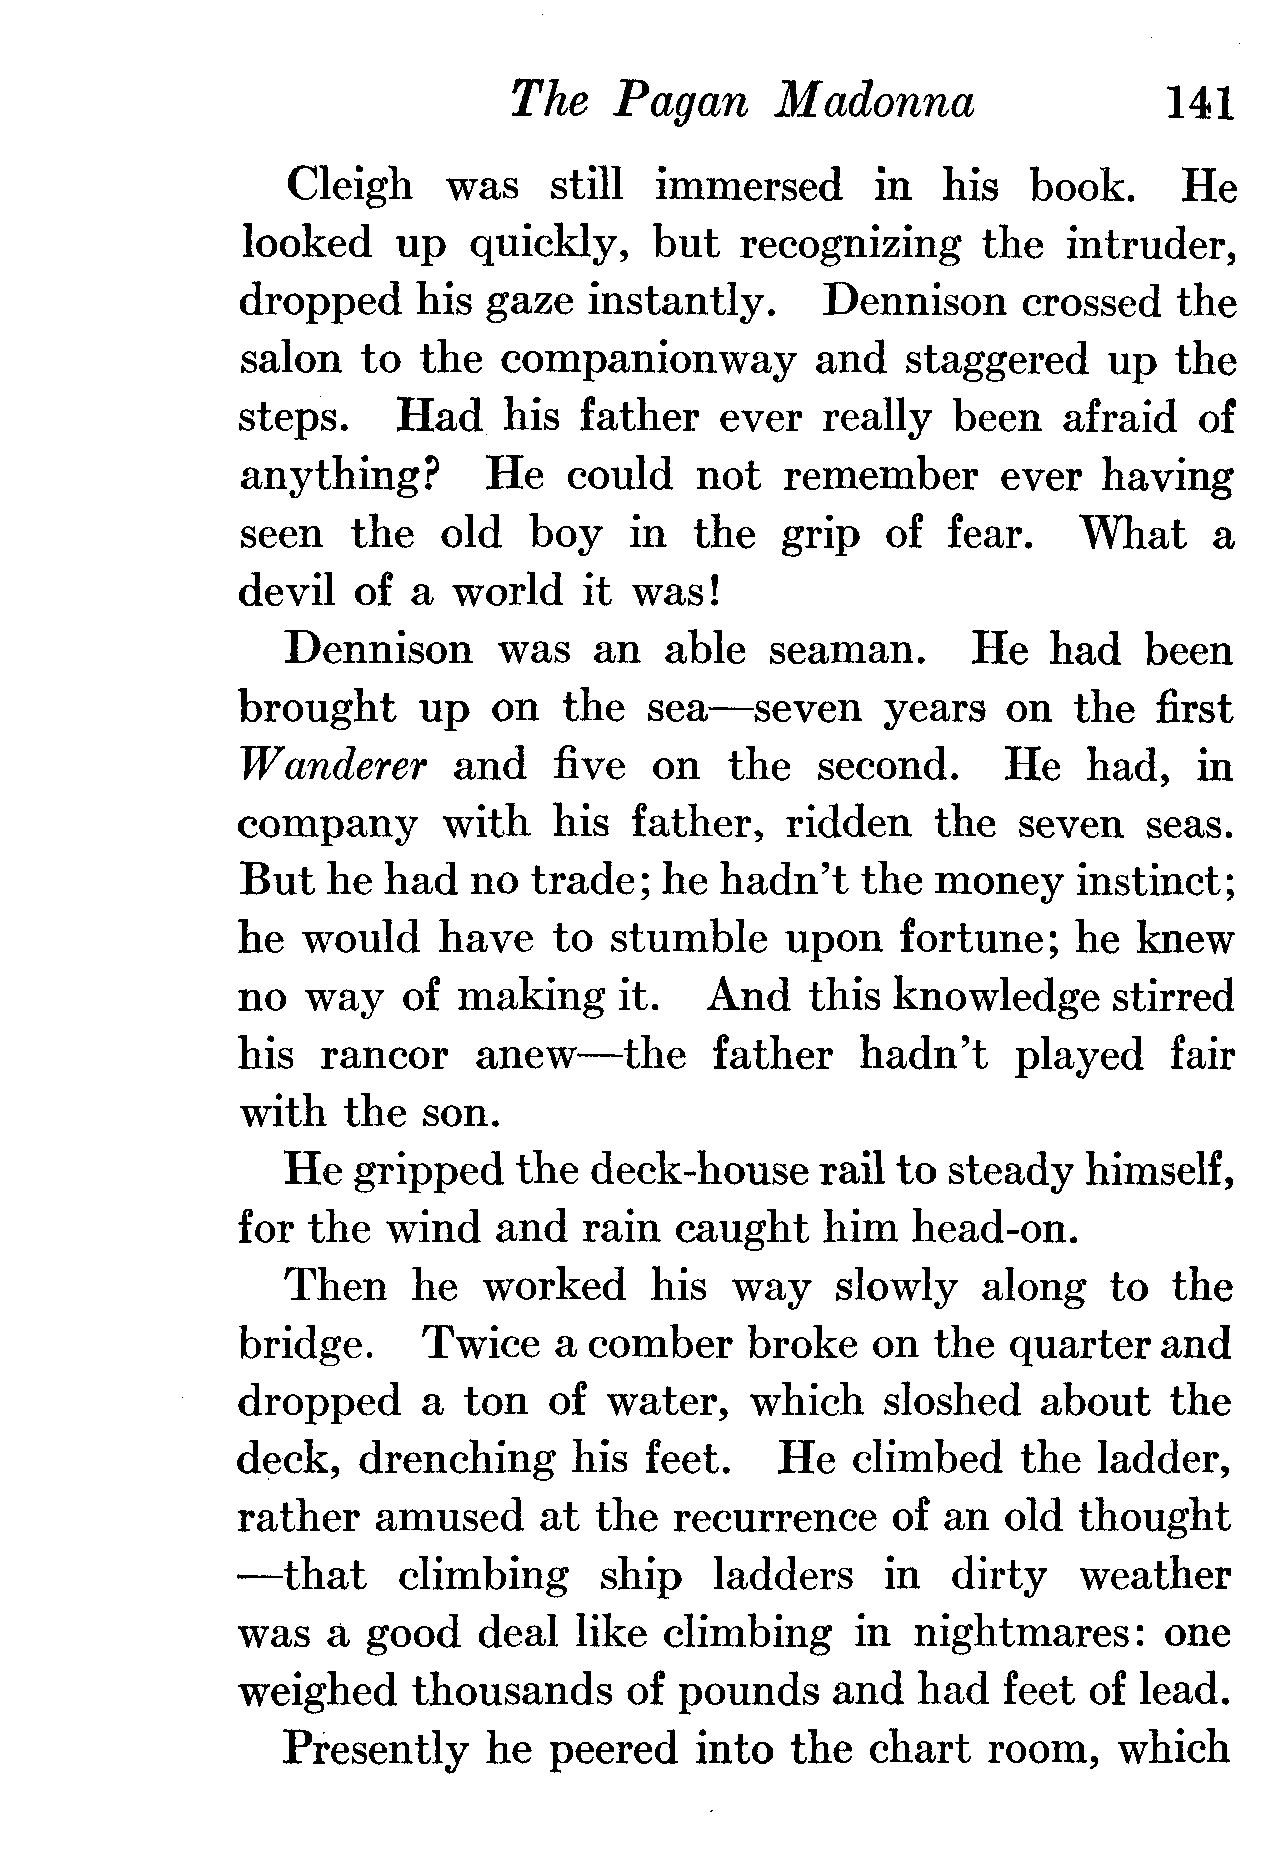 The Pagan Madonna 141
Cleigh was still immersed in his book. He
looked up quickly, but recognizing the intruder,
dropped his gaze instantly. Dennison crossed the
salon to the companionway and staggered up the
steps. Had his father ever really been afraid of
anything? He could not remember ever having
seen the old boy in the grip of fear. What a
devil of a world it was!
Dennison was an able seaman. He had been
brought up on the sea—seven years on the first
Wanderer and five on the second. He had, in
company with his father, ridden the seven seas.
But he had no trade; he hadn't the money instinct;
he would have to stumble upon fortune; he knew
no way of making it. And this knowledge stirred
his rancor anew—the father hadn't played fair
with the son.
He gripped the deck-house rail to steady himself,
for the wind and rain caught him head-on.
Then he worked his way slowly along to the
bridge. Twice a comber broke on the quarter and
dropped a ton of water, which sloshed about the
deck, drenching his feet. He climbed the ladder,
rather amused at the recurrence of an old thought
—that climbing ship ladders in dirty weather
was a good deal like climbing in nightmares: one
weighed thousands of pounds and had feet of lead.
Presently he peered into the chart room, which